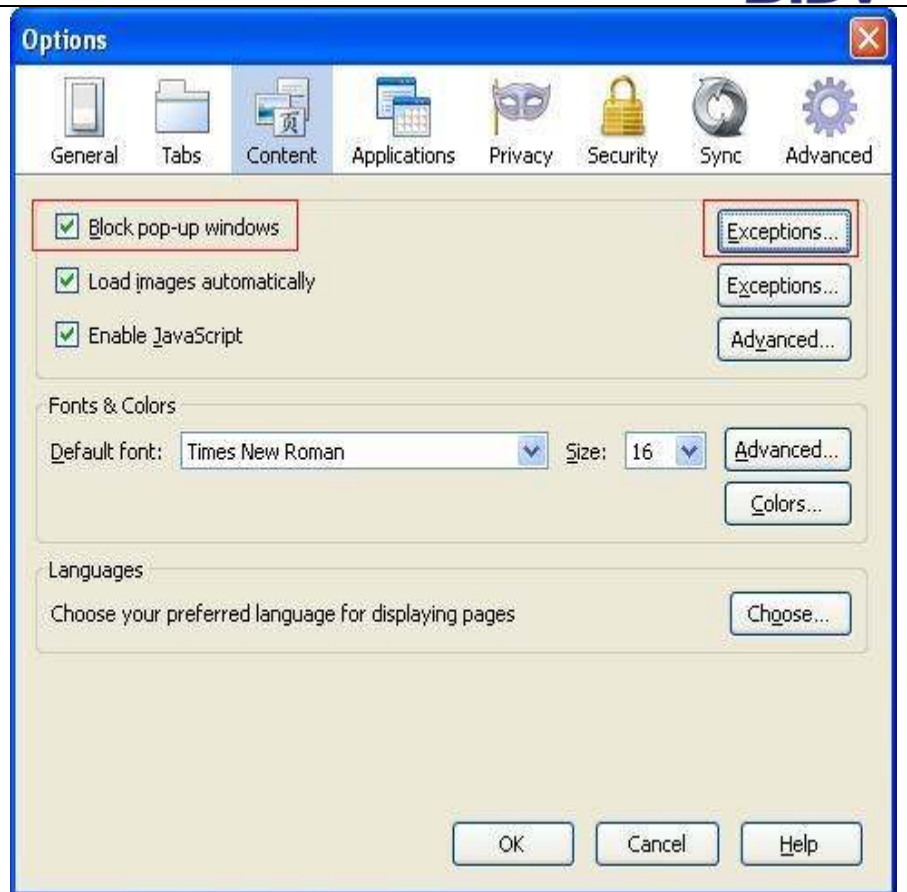 Options
General Tabs Content Applications Privacy Security Sync Advanced
页
Block pop-up windows Exceptions...
Load images automatically Exceptions...
Enable JavaScript Advanced...
Fonts & Colors
Default font: Times New Roman Size: 16 Advanced...
Colors...
Languages
Choose your preferred language for displaying pages Choose...
OK Cancel Help